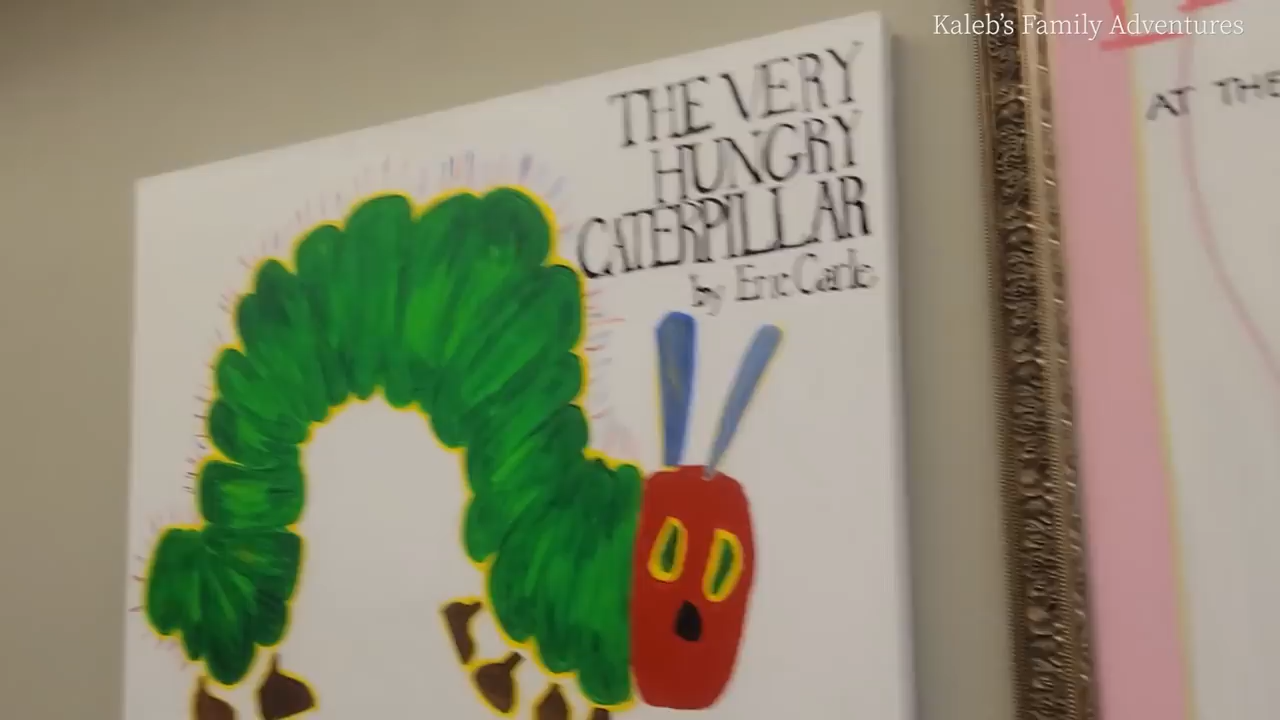 Kaleb's Family Adventures
THE VERY
HUNGRY
CATERPILLAR
by Eric Carle
AT THE